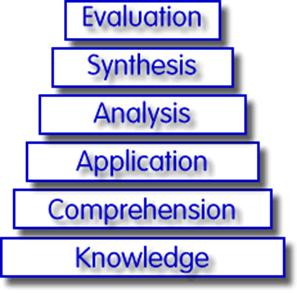 Evaluation
Synthesis
Analysis
Application
Comprehension
Knowledge